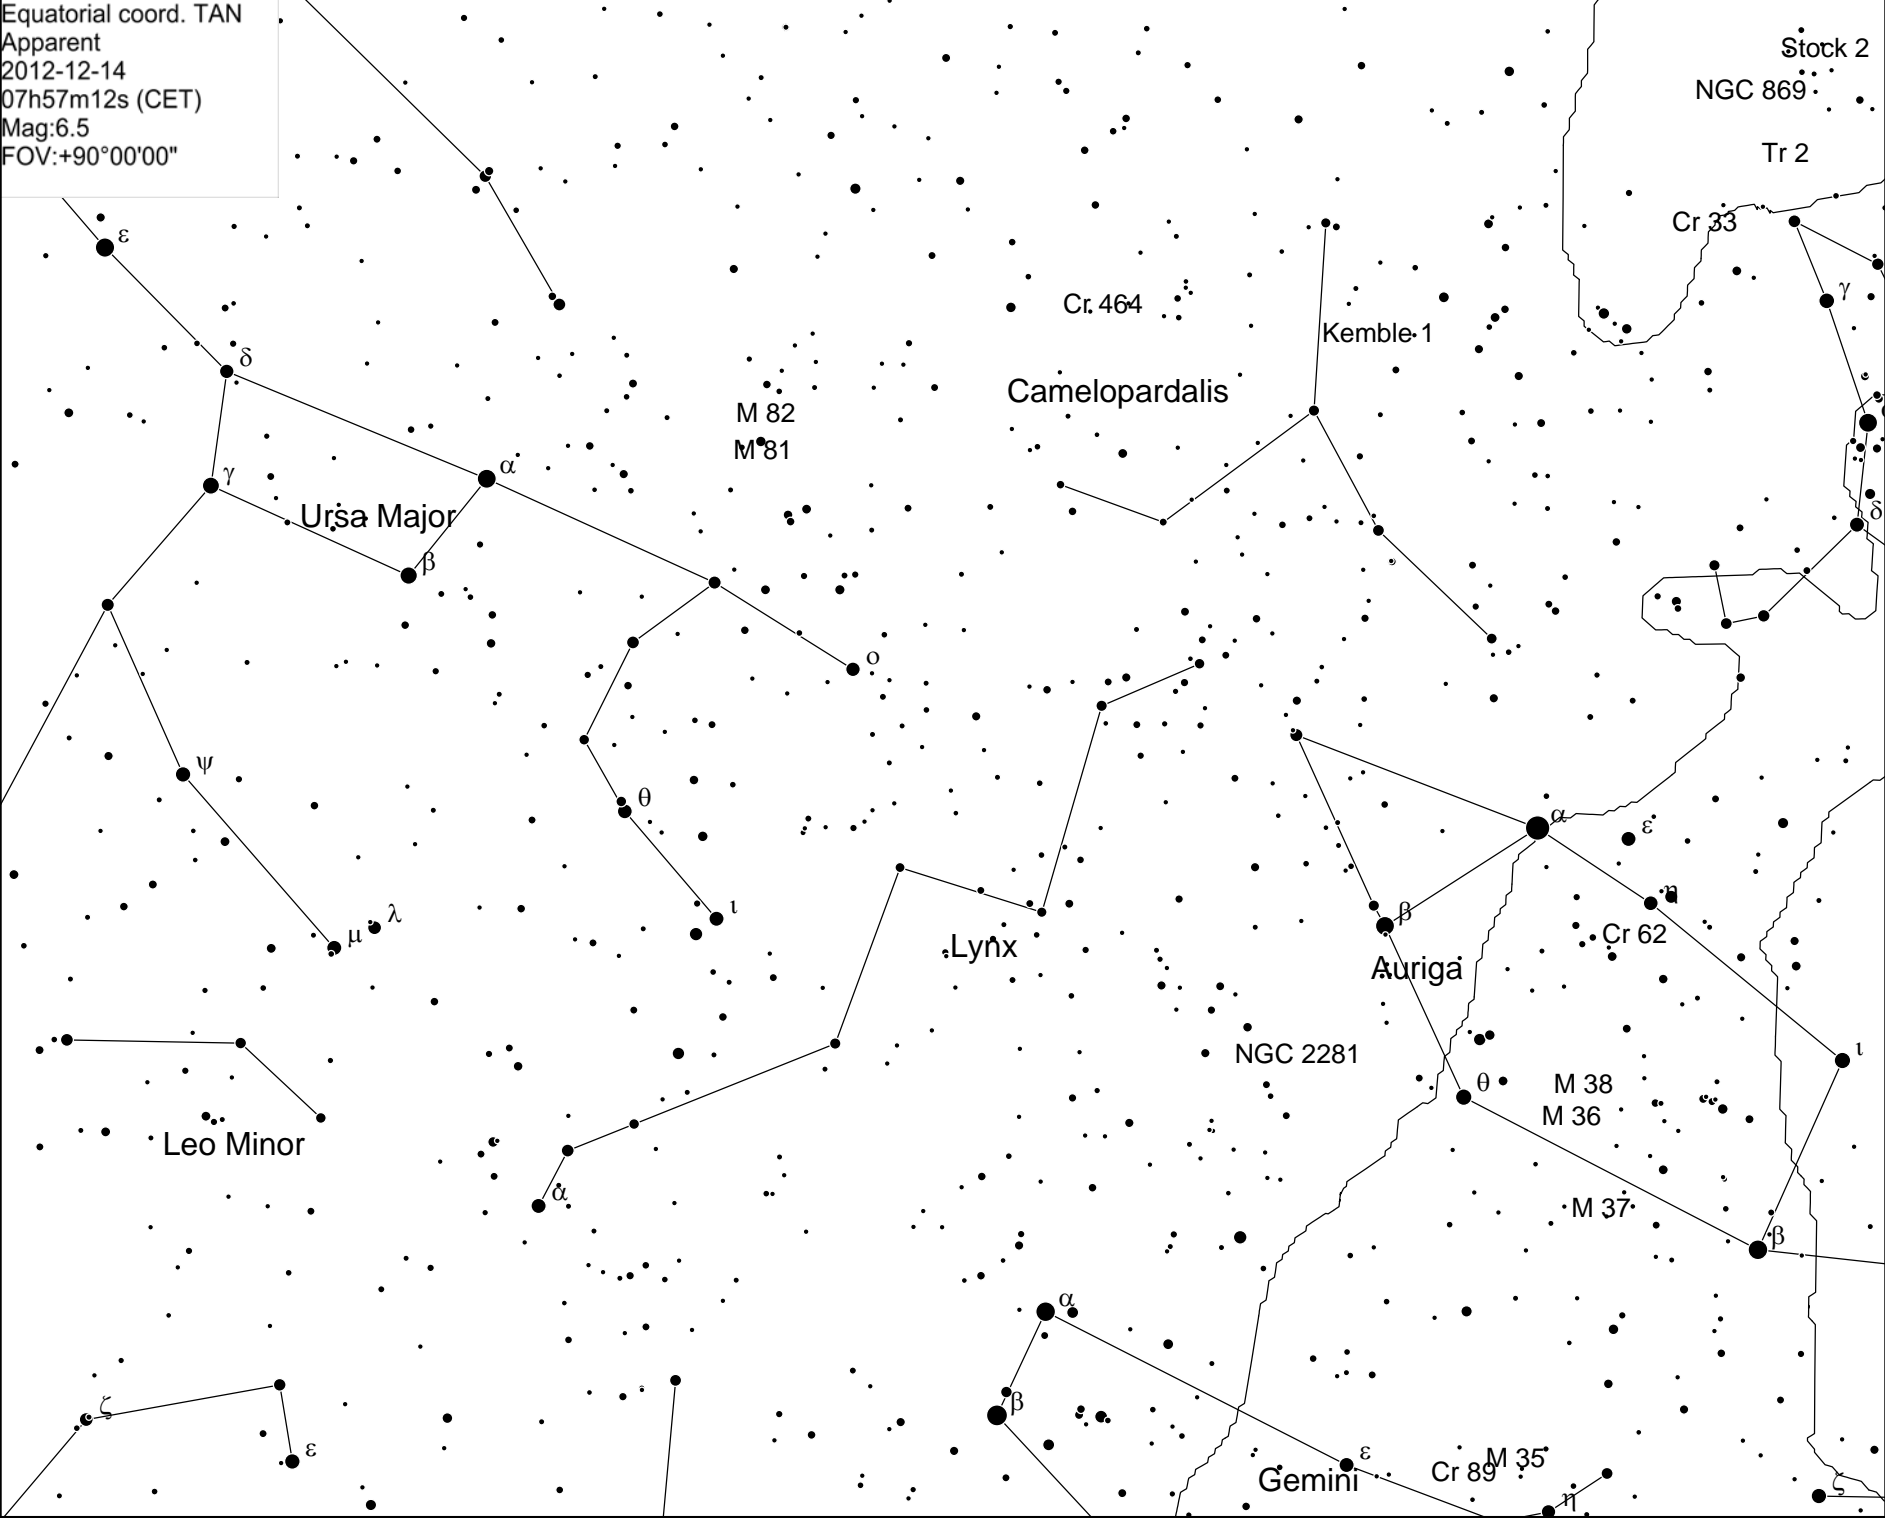 Equatorial coord. TAN
Apparent
2012-12-14
07h57m12s (CET)
Mag:6.5
FOV:+90°00'00"
Stock 2
NGC 869
Tr 2
Cr 33
ε
γ
Cr 464
Kemble 1
δ
Camelopardalis
M 82
M 81
α
γ
Ursa Major
δ
β
ο
ψ
θ
α
ε
η
ι
β
λ
μ
Cr 62
Lynx
Auriga
NGC 2281
ι
θ
M 38
M 36
Leo Minor
α
M 37
β
α
β
ζ
ε
ε
M 35
Cr 89
Gemini
ζ
η